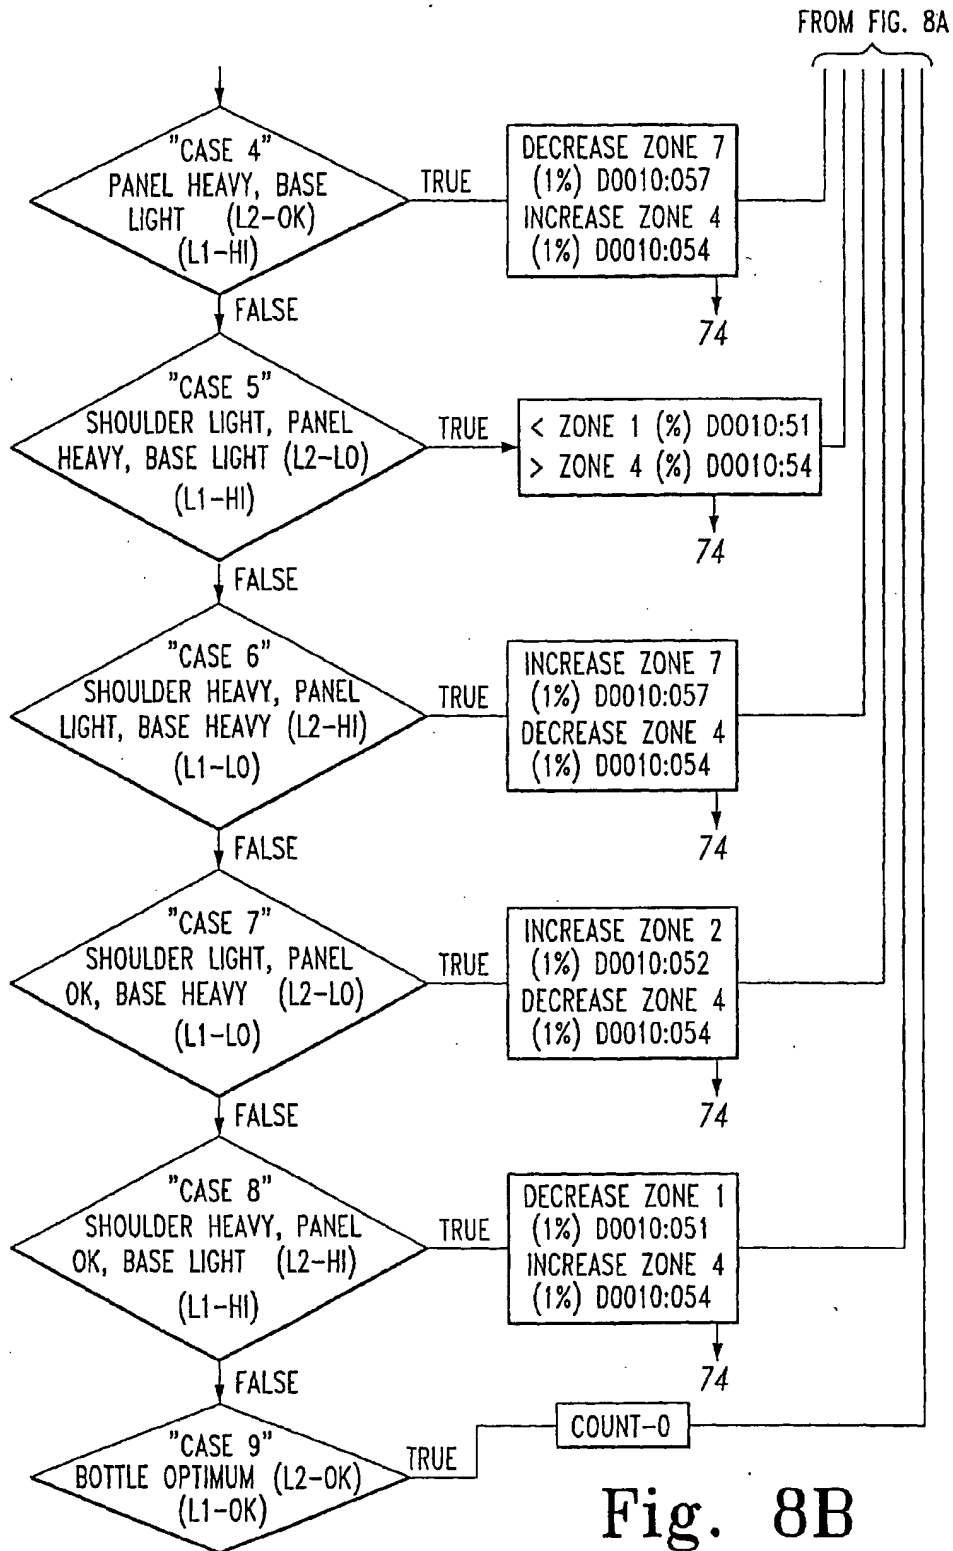 FROM FIG. 8A
"CASE 4"
PANEL HEAVY, BASE
LIGHT (L2-OK)
(L1-HI)
TRUE
DECREASE ZONE 7
(1%) D0010:057
INCREASE ZONE 4
(1%) D0010:054
74
FALSE
"CASE 5"
SHOULDER LIGHT, PANEL
HEAVY, BASE LIGHT (L2-LO)
(L1-HI)
TRUE
< ZONE 1 (%) D0010:51
> ZONE 4 (%) D0010:54
74
FALSE
"CASE 6"
SHOULDER HEAVY, PANEL
LIGHT, BASE HEAVY (L2-HI)
(L1-LO)
TRUE
INCREASE ZONE 7
(1%) D0010:057
DECREASE ZONE 4
(1%) D0010:054
74
FALSE
"CASE 7"
SHOULDER LIGHT, PANEL
OK, BASE HEAVY (L2-LO)
(L1-LO)
TRUE
INCREASE ZONE 2
(1%) D0010:052
DECREASE ZONE 4
(1%) D0010:054
74
FALSE
"CASE 8"
SHOULDER HEAVY, PANEL
OK, BASE LIGHT (L2-HI)
(L1-HI)
TRUE
DECREASE ZONE 1
(1%) D0010:051
INCREASE ZONE 4
(1%) D0010:054
74
FALSE
"CASE 9"
BOTTLE OPTIMUM (L2-OK)
(L1-OK)
TRUE
COUNT-0
Fig. 8B